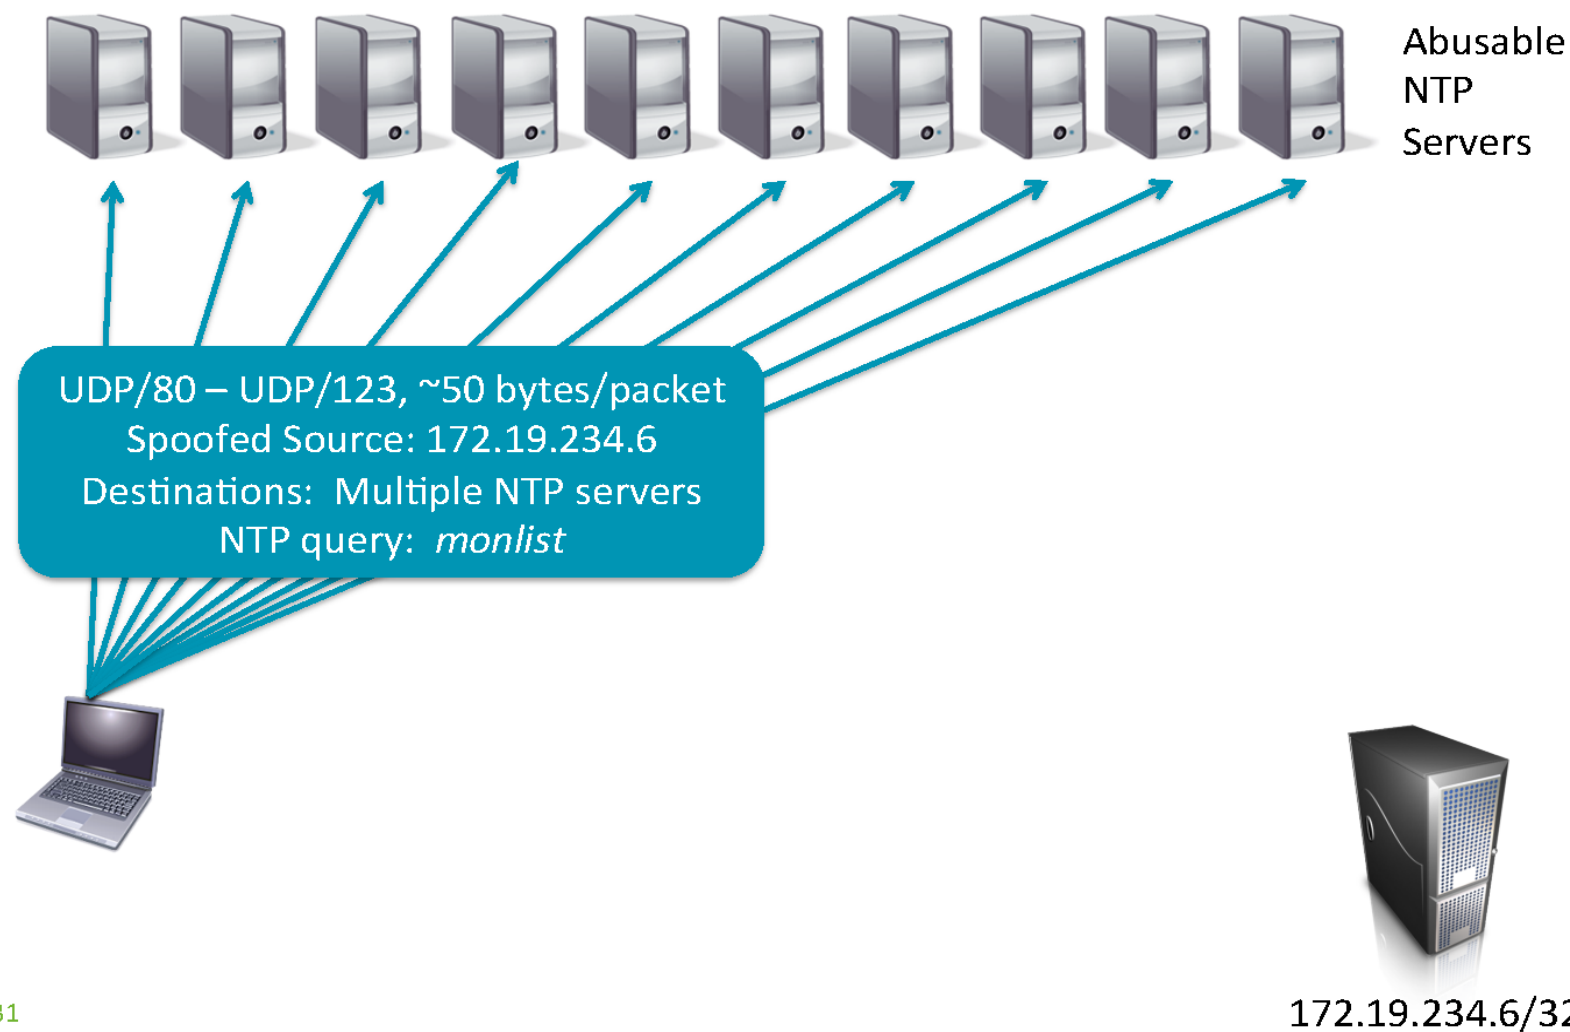 Abusable
NTP
Servers
UDP/80 – UDP/123, ~50 bytes/packet
Spoofed Source: 172.19.234.6
Destinations:  Multiple NTP servers
NTP query:  monlist
172.19.234.6/32